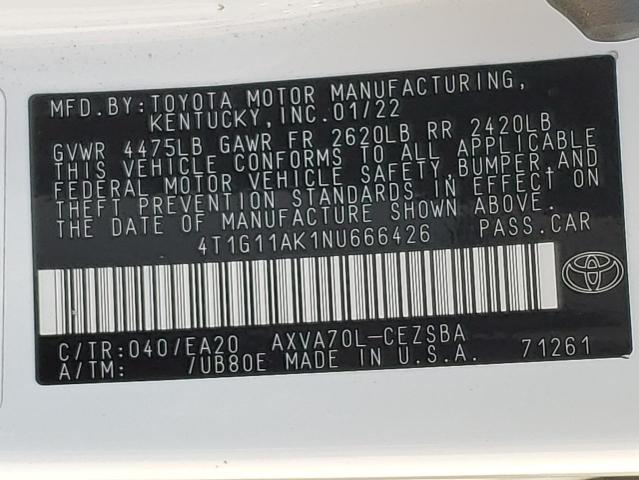 MFD.BY:TOYOTA MOTOR MANUFACTURING,
KENTUCKY,INC.01/22
GVWR 4475LB GAWR FR 2620LB RR 2420LB
THIS VEHICLE CONFORMS TO ALL APPLICABLE
FEDERAL MOTOR VEHICLE SAFETY,BUMPER,AND
THEFT PREVENTION STANDARDS IN EFFECT ON
THE DATE OF MANUFACTURE SHOWN ABOVE.
4T1G11AK1NU666426 PASS.CAR
C/TR:040/EA20 AXVA70L-CEZSBA
A/TM: /UB80E MADE IN U.S.A. 71261